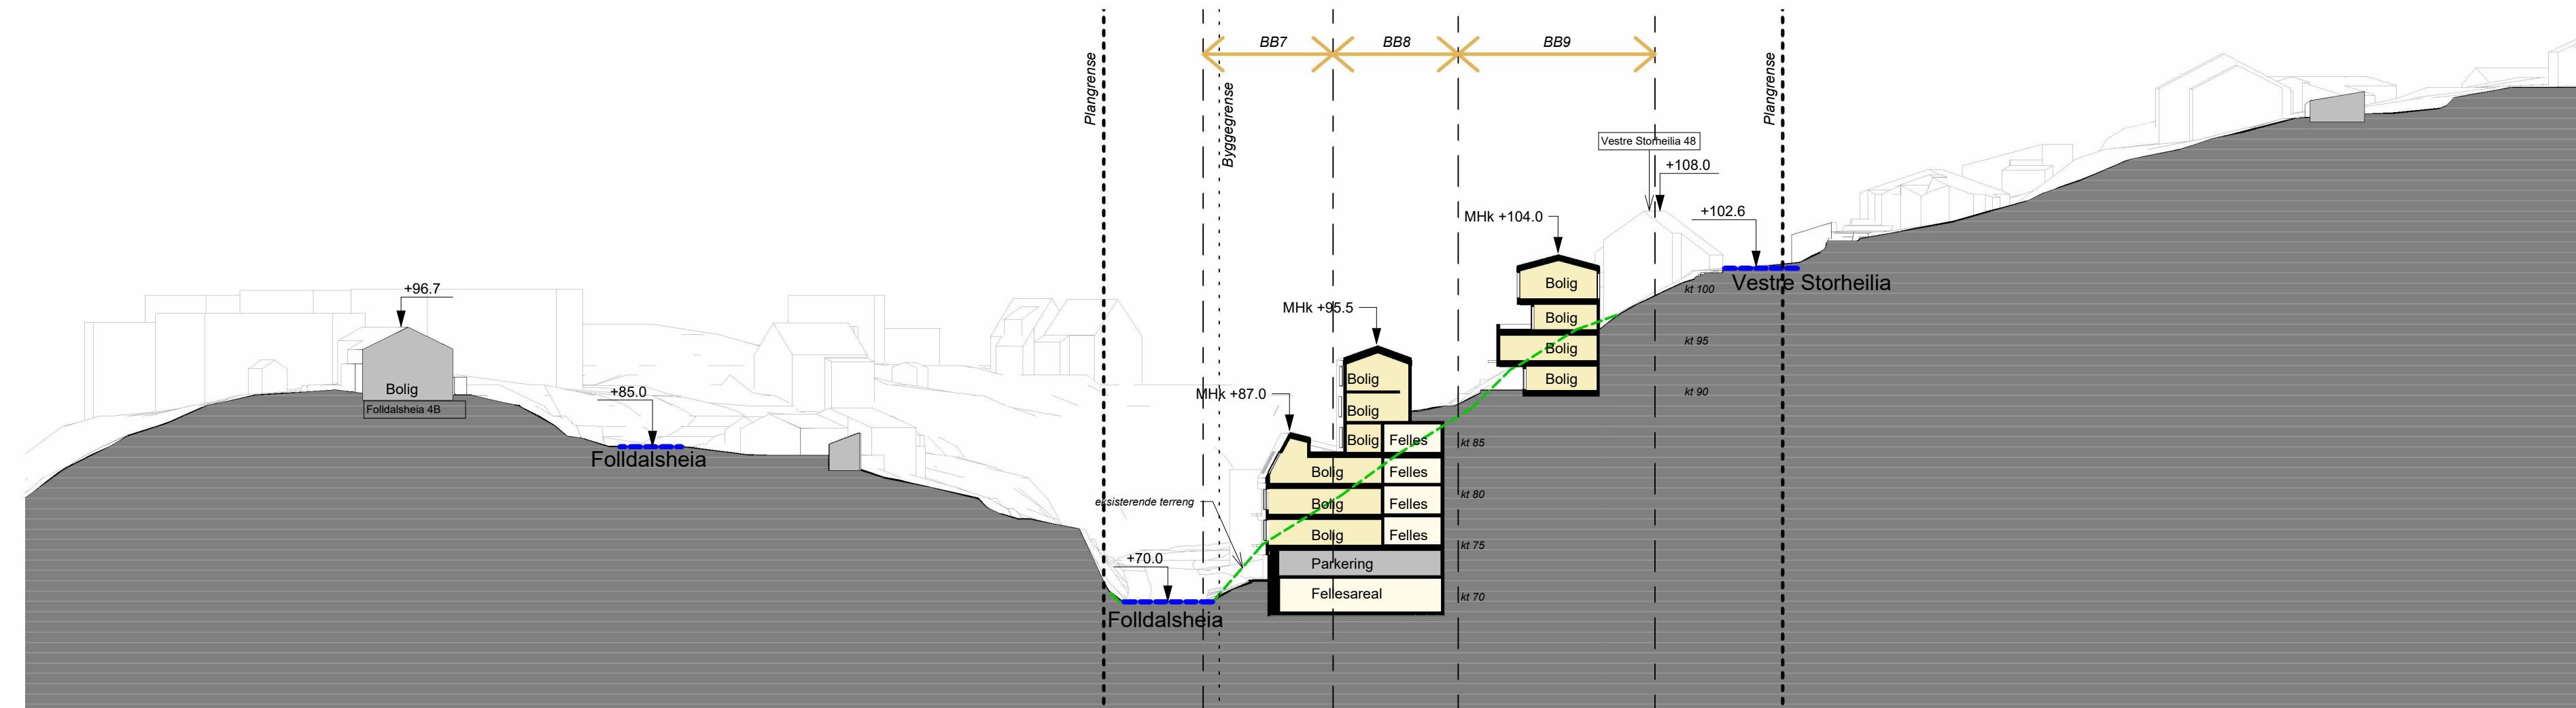 BB7
BB8
BB9
Plangrense
Byggegrense
Plangrense
Vestre Storheilia 48
+108.0
+102.6
MHk +104.0
Bolig
Bolig
Bolig
Bolig
kt 100
Vestre Storheilia
kt 95
kt 90
+96.7
Bolig
Folldalsheia 4B
+85.0
Folldalsheia
MHk +95.5
MHk +87.0
Bolig
Bolig
Bolig Felles
kt 85
Bolig Felles
Bolig Felles
kt 80
Bolig Felles
kt 75
eksisterende terreng
Parkering
Fellesareal
kt 70
+70.0
Folldalsheia